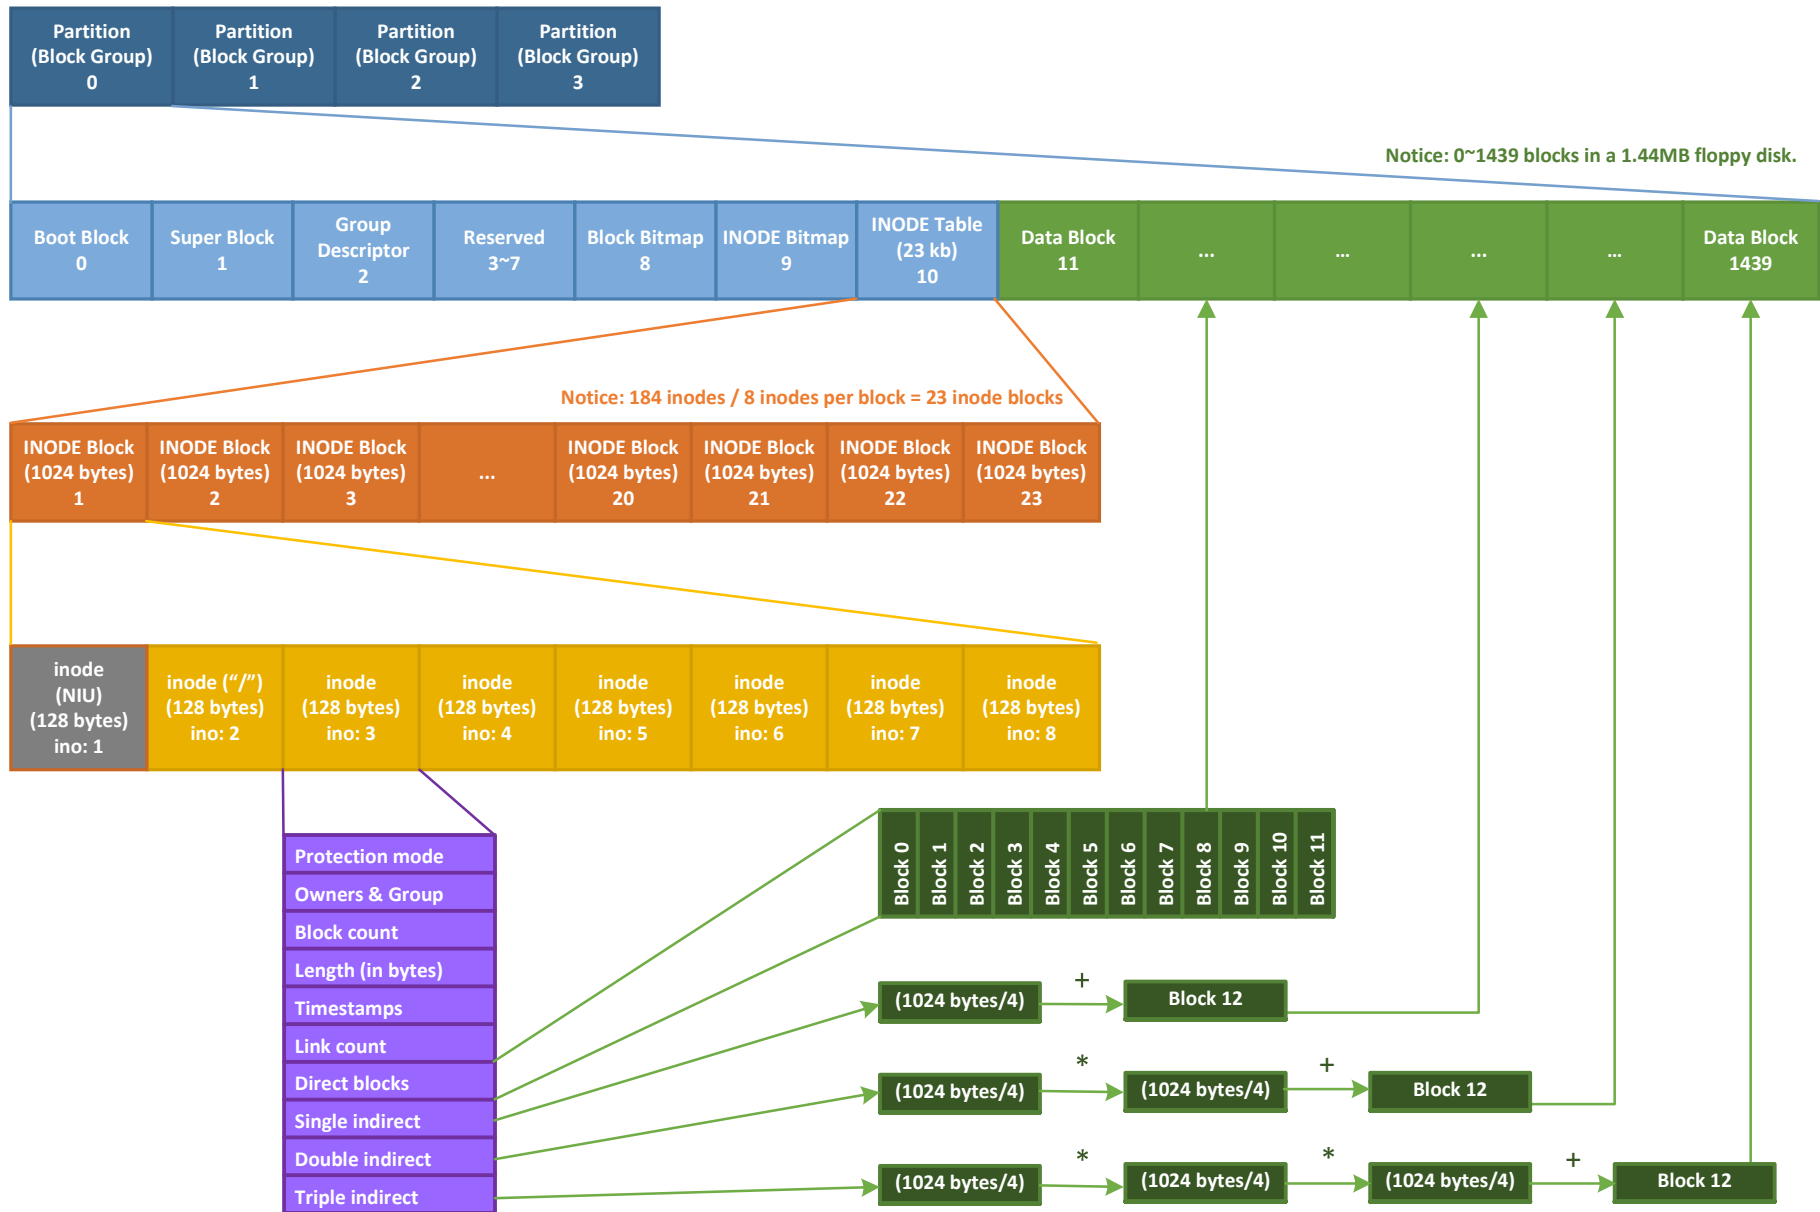 Partition
(Block Group)
0
Partition
(Block Group)
1
Partition
(Block Group)
2
Partition
(Block Group)
3
Notice: 0~1439 blocks in a 1.44MB floppy disk.
Boot Block
0
Super Block
1
Group
Descriptor
2
Reserved
3~7
Block Bitmap
8
INODE Bitmap
9
INODE Table
(23 kb)
10
Data Block
11
...
...
...
...
Data Block
1439
Notice: 184 inodes / 8 inodes per block = 23 inode blocks
INODE Block
(1024 bytes)
1
INODE Block
(1024 bytes)
2
INODE Block
(1024 bytes)
3
...
INODE Block
(1024 bytes)
20
INODE Block
(1024 bytes)
21
INODE Block
(1024 bytes)
22
INODE Block
(1024 bytes)
23
inode
(NIU)
(128 bytes)
ino: 1
inode (“/”)
(128 bytes)
ino: 2
inode
(128 bytes)
ino: 3
inode
(128 bytes)
ino: 4
inode
(128 bytes)
ino: 5
inode
(128 bytes)
ino: 6
inode
(128 bytes)
ino: 7
inode
(128 bytes)
ino: 8
Protection mode
Owners & Group
Block count
Length (in bytes)
Timestamps
Link count
Direct blocks
Single indirect
Double indirect
Triple indirect
Block 0
Block 1
Block 2
Block 3
Block 4
Block 5
Block 6
Block 7
Block 8
Block 9
Block 10
Block 11
(1024 bytes/4)
+
Block 12
(1024 bytes/4)
*
(1024 bytes/4)
+
Block 12
(1024 bytes/4)
*
(1024 bytes/4)
*
(1024 bytes/4)
+
Block 12